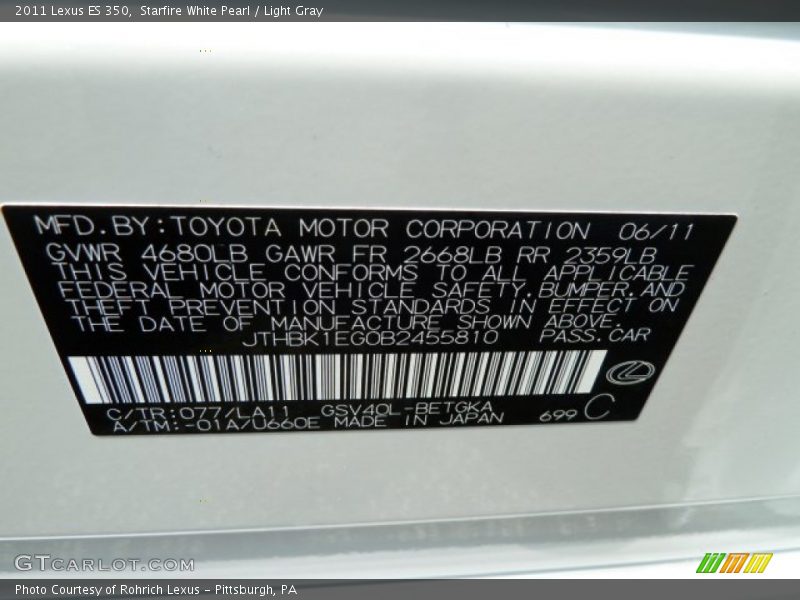 2011 Lexus ES 350,  Starfire White Pearl / Light Gray
MFD.BY:TOYOTA MOTOR CORPORATION 06/11
GVWR 4680LB GAWR FR 2668LB RR 2359LB
THIS VEHICLE CONFORMS TO ALL APPLICABLE
FEDERAL MOTOR VEHICLE SAFETY,BUMPER,AND
THEFT PREVENTION STANDARDS IN EFFECT ON
THE DATE OF MANUFACTURE SHOWN ABOVE.
JTHBK1EG0B2455810 PASS.CAR
C/TR:077/LA11 GSV40L-BETGKA
A/TM:-01A/U660E MADE IN JAPAN 699 C
GTCARLOT.COM
Photo Courtesy of Rohrich Lexus – Pittsburgh, PA